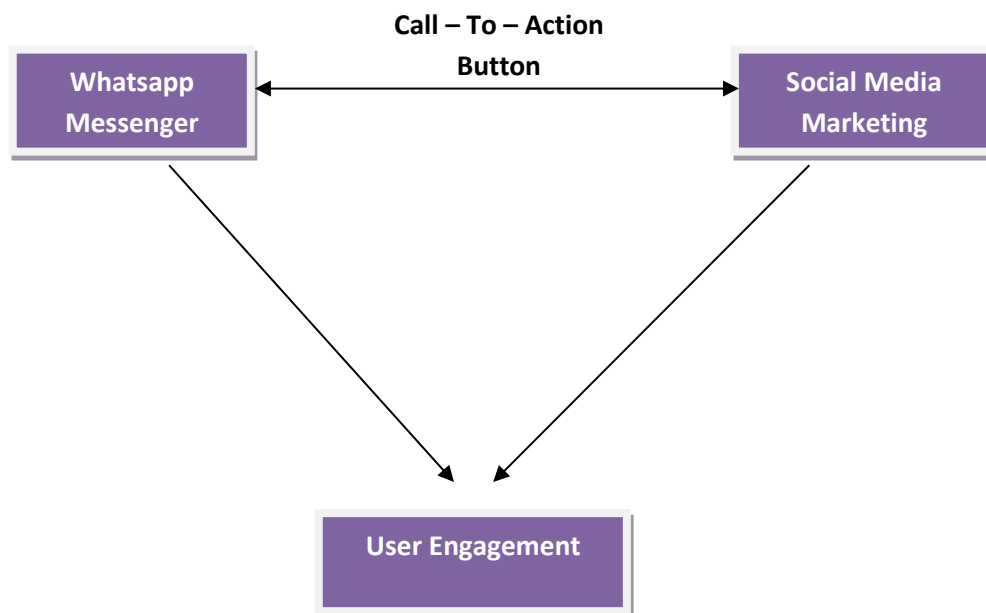 Call – To – Action
Button
Whatsapp
Messenger
Social Media
Marketing
User Engagement